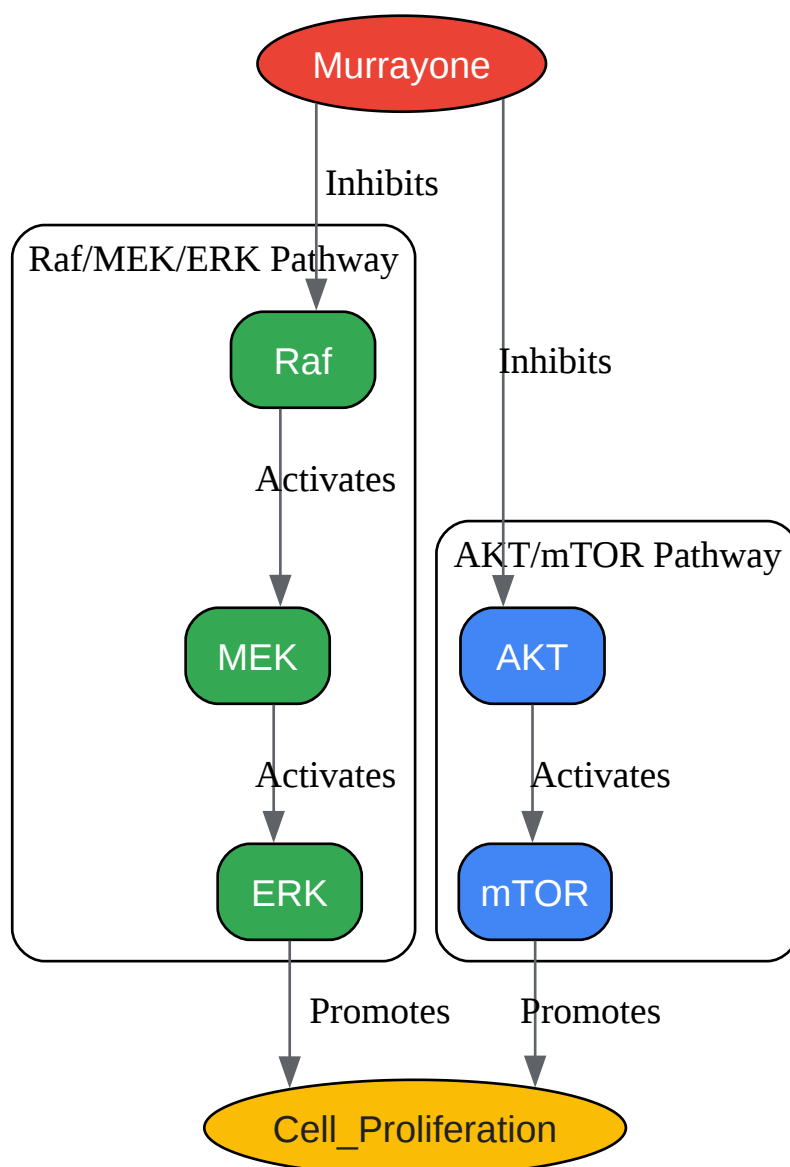 Murrayone
Inhibits
Raf/MEK/ERK Pathway
Raf
Inhibits
Activates
AKT/mTOR Pathway
MEK
AKT
Activates
Activates
ERK
mTOR
Promotes
Promotes
Cell_Proliferation